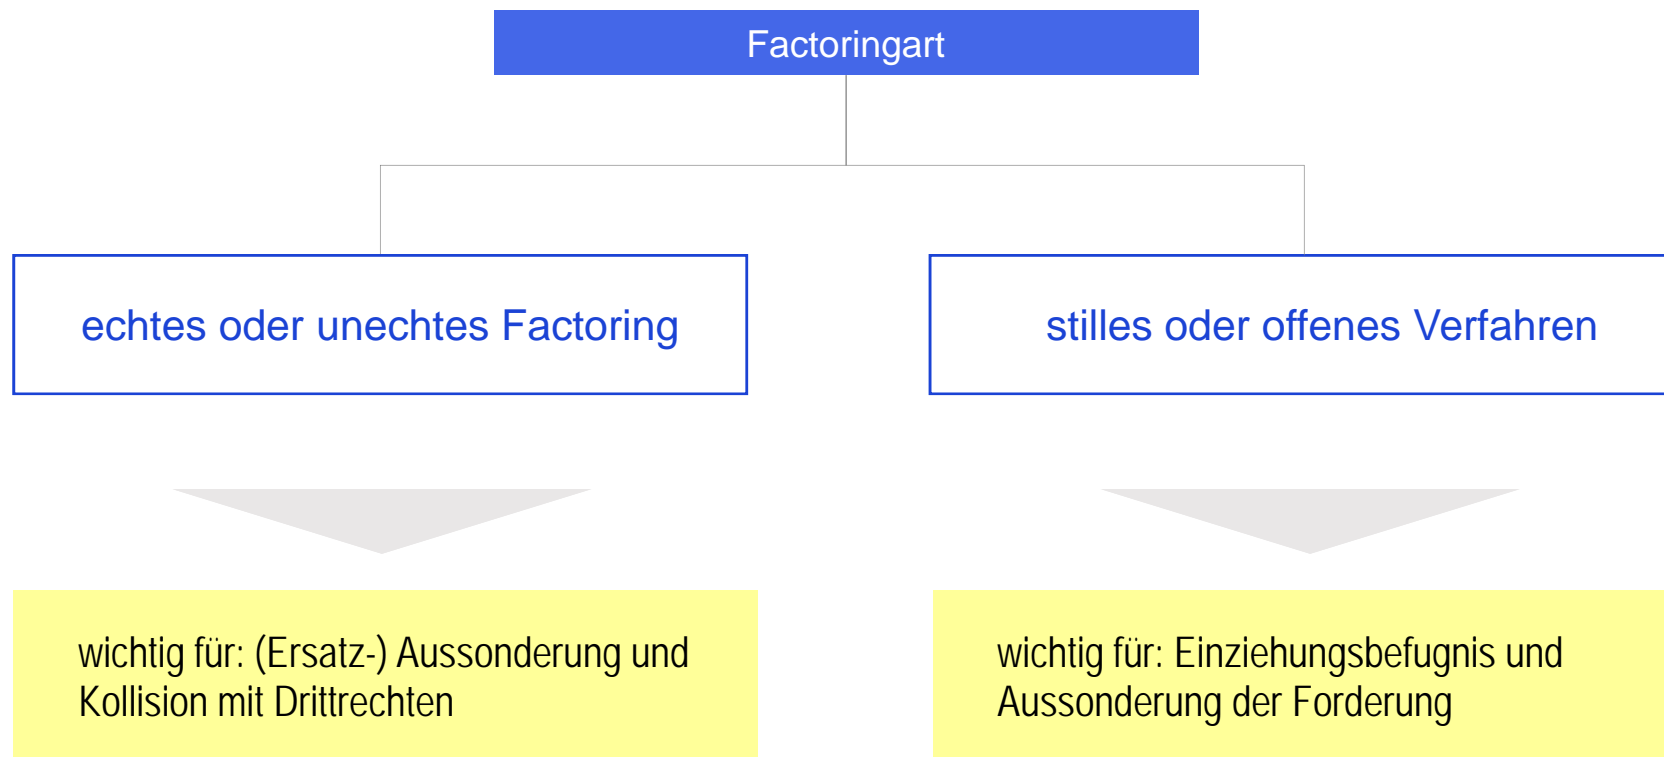 Factoringart
echtes oder unechtes Factoring
stilles oder offenes Verfahren
wichtig für: (Ersatz-) Aussonderung und
Kollision mit Drittrechten
wichtig für: Einziehungsbefugnis und
Aussonderung der Forderung